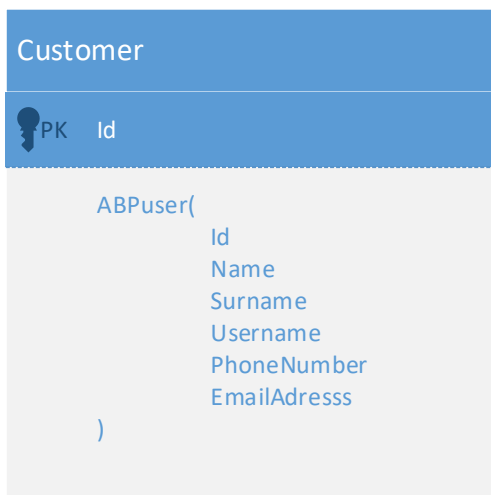 Customer
PK Id
ABPuser(
Id
Name
Surname
Username
PhoneNumber
EmailAdresss
)